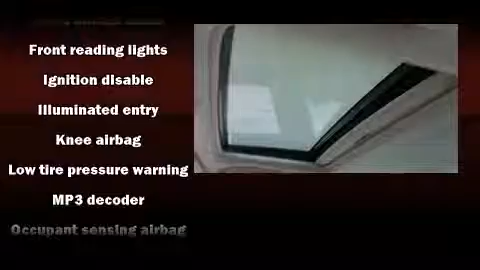 Front reading lights
Ignition disable
Illuminated entry
Knee airbag
Low tire pressure warning
MP3 decoder
Occupant sensing airbag